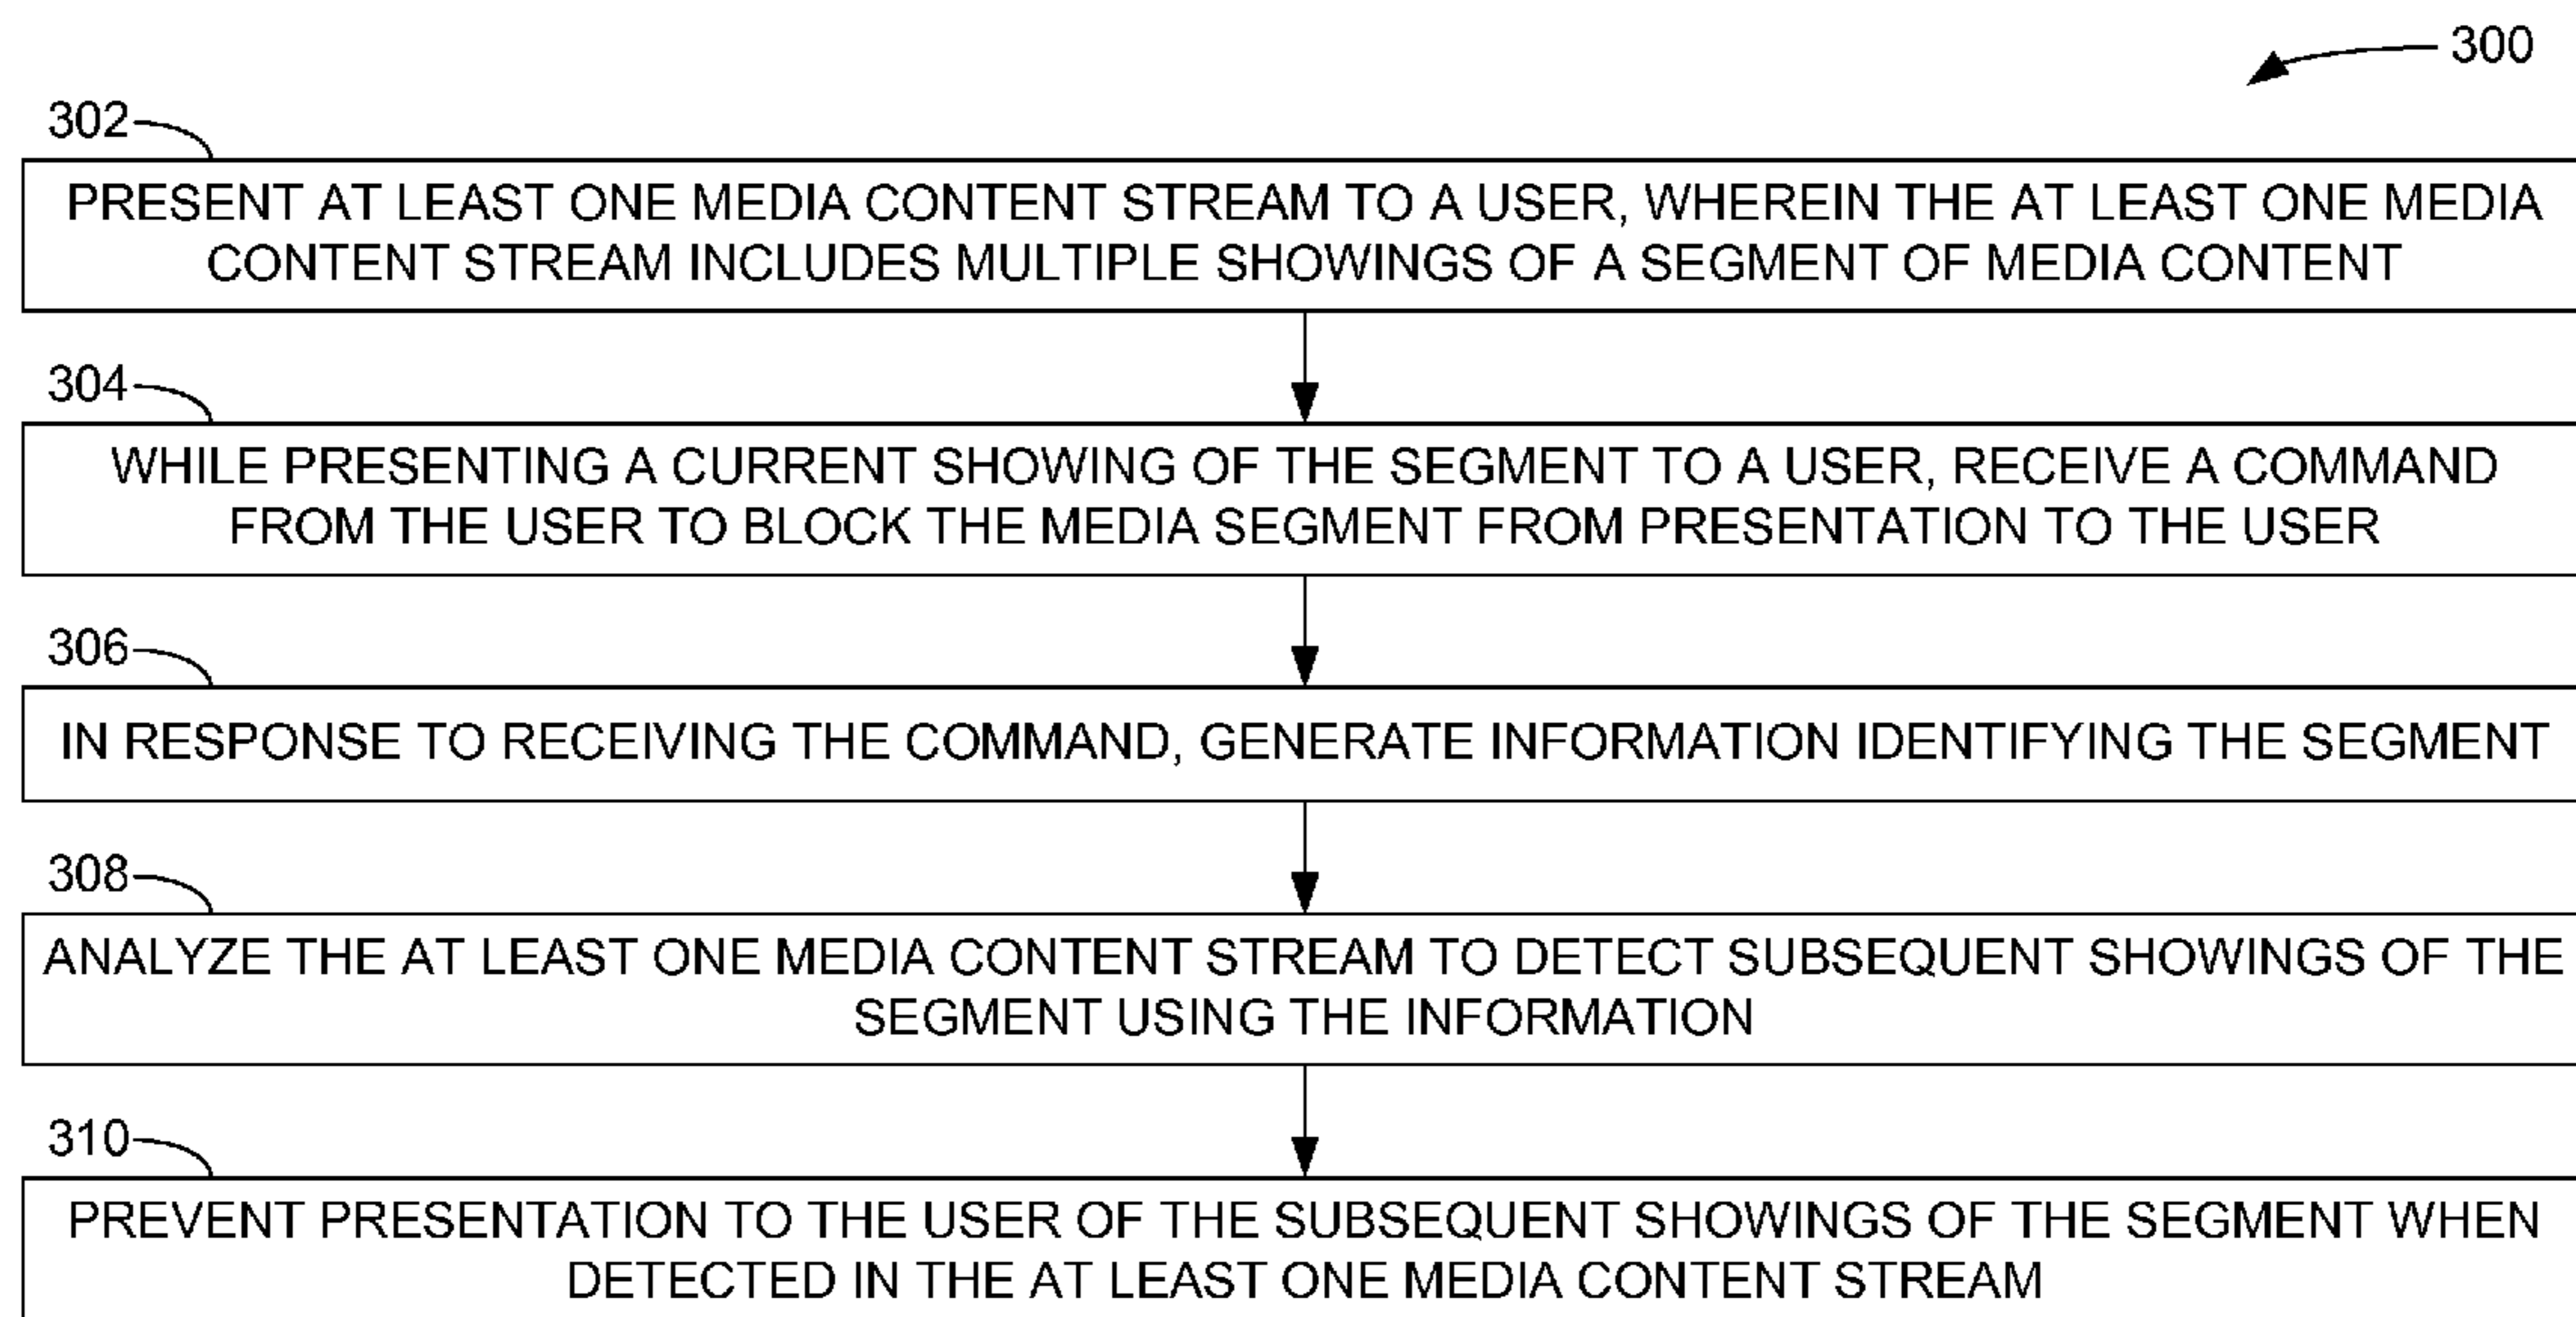 300
302
PRESENT AT LEAST ONE MEDIA CONTENT STREAM TO A USER, WHEREIN THE AT LEAST ONE MEDIA
CONTENT STREAM INCLUDES MULTIPLE SHOWINGS OF A SEGMENT OF MEDIA CONTENT
304
WHILE PRESENTING A CURRENT SHOWING OF THE SEGMENT TO A USER, RECEIVE A COMMAND
FROM THE USER TO BLOCK THE MEDIA SEGMENT FROM PRESENTATION TO THE USER
306
IN RESPONSE TO RECEIVING THE COMMAND, GENERATE INFORMATION IDENTIFYING THE SEGMENT
308
ANALYZE THE AT LEAST ONE MEDIA CONTENT STREAM TO DETECT SUBSEQUENT SHOWINGS OF THE
SEGMENT USING THE INFORMATION
310
PREVENT PRESENTATION TO THE USER OF THE SUBSEQUENT SHOWINGS OF THE SEGMENT WHEN
DETECTED IN THE AT LEAST ONE MEDIA CONTENT STREAM